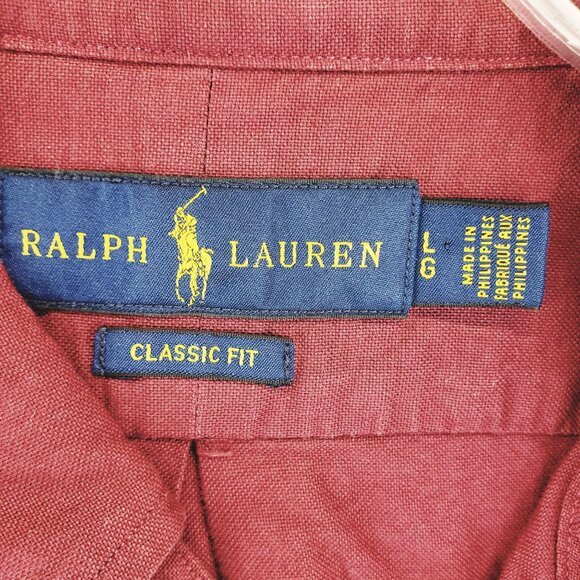 RALPH LAUREN
L
G
MADE IN
PHILIPPINES
FABRIQUÉ AUX
PHILIPPINES
CLASSIC FIT